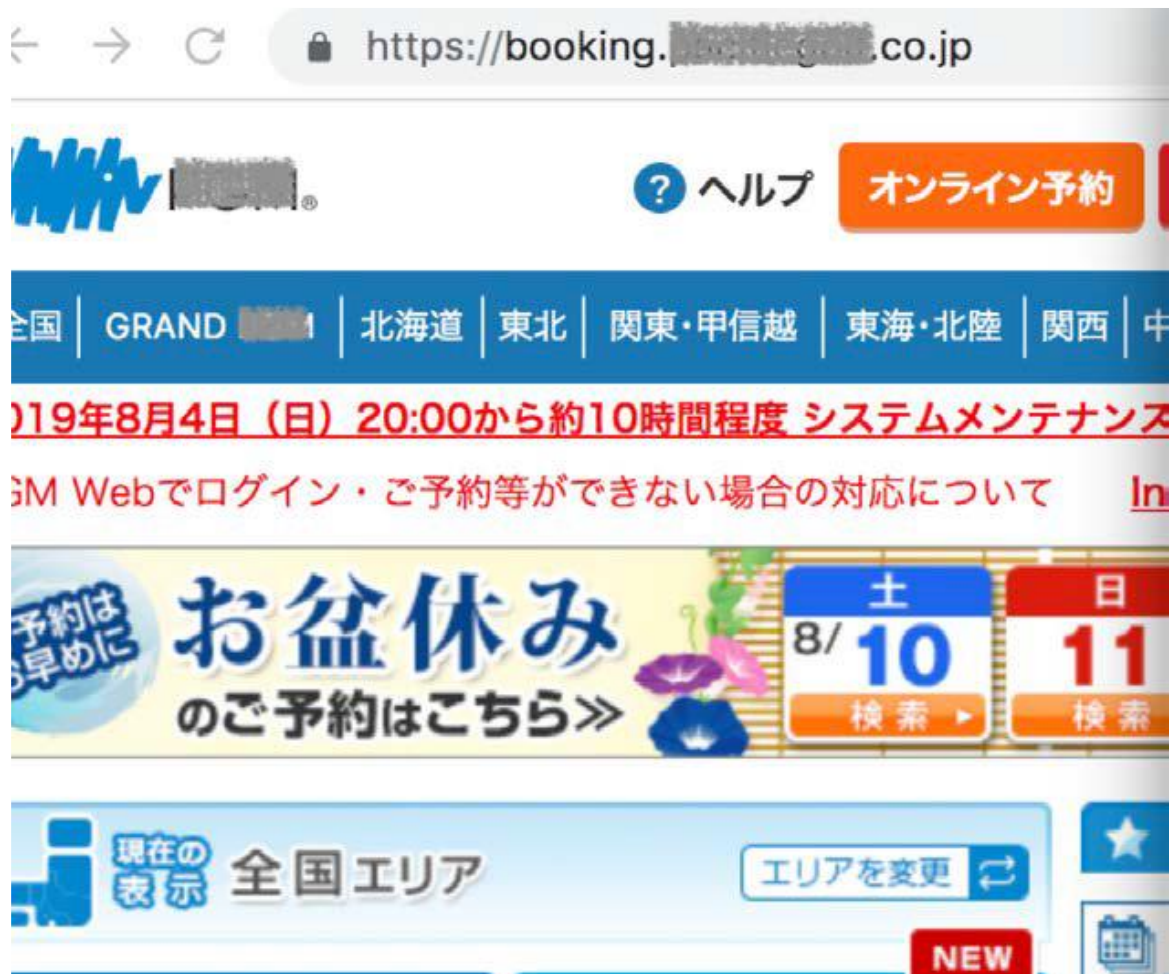 https://booking. .co.jp
? ヘルプ オンライン予約
全国 GRAND 北海道 東北 関東・甲信越 東海・北陸 関西 中
019年8月4日（日）20:00から約10時間程度 システムメンテナンス
GM Webでログイン・ご予約等ができない場合の対応について In
予約は
お早めに
お盆休み
のご予約はこちら≫
土 日
8/10 11
検索 検索
現在の
表示
全国エリア エリアを変更
NEW